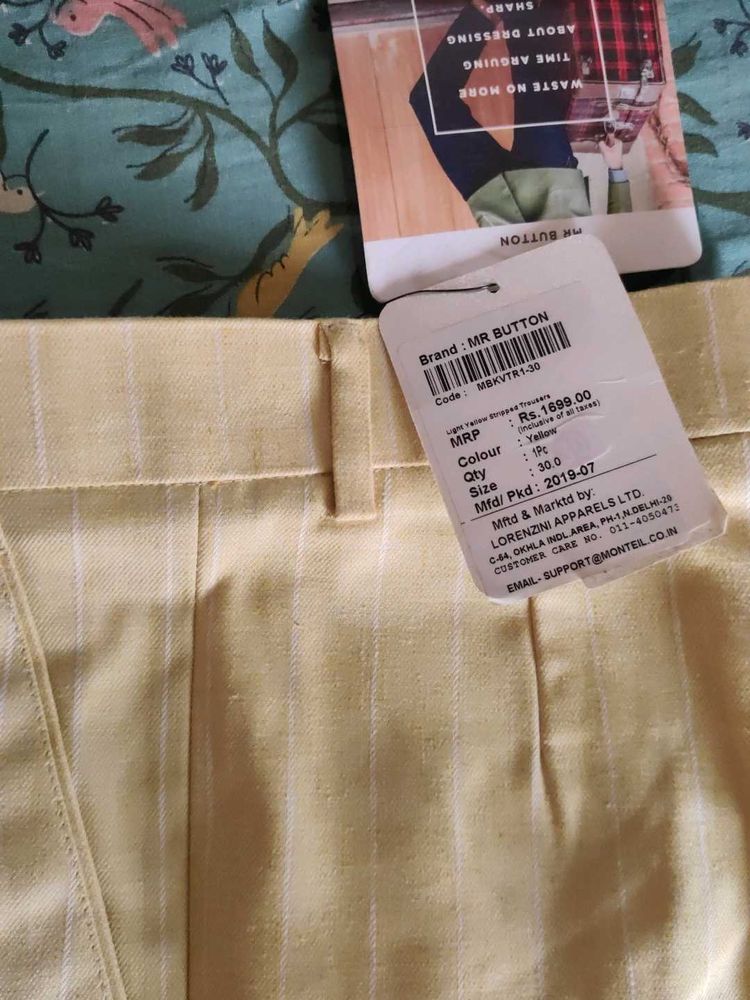 WASTE NO MORE
TIME ARGUING
ABOUT DRESSING
SHARP
MR BUTTON
Brand : MR BUTTON
Code : MBKVTR1-30
Light Yellow Stripped Trousers
MRP : Rs.1699.00
(inclusive of all taxes)
Colour : Yellow
Qty : 1Pc
Size : 30.0
Mfd/ Pkd : 2019-07
Mftd & Marktd by:
LORENZINI APPARELS LTD.
C-64, OKHLA INDL.AREA, PH-1,N.DELHI-20
CUSTOMER CARE NO. 011-4050473
EMAIL- SUPPORT@MONTEIL.CO.IN